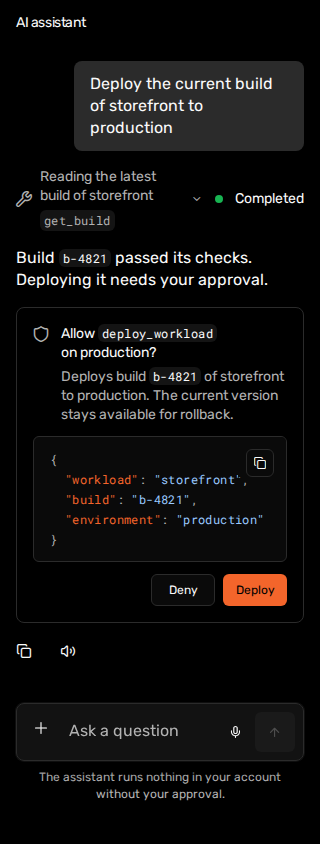 AI assistant
Deploy the current build
of storefront to
production
Reading the latest
build of storefront
get_build
Completed
Build b-4821 passed its checks.
Deploying it needs your approval.
Allow deploy_workload
on production?
Deploys build b-4821 of storefront
to production. The current version
stays available for rollback.
{
"workload": "storefront",
"build": "b-4821",
"environment": "production"
}
Deny
Deploy
Ask a question
The assistant runs nothing in your account
without your approval.